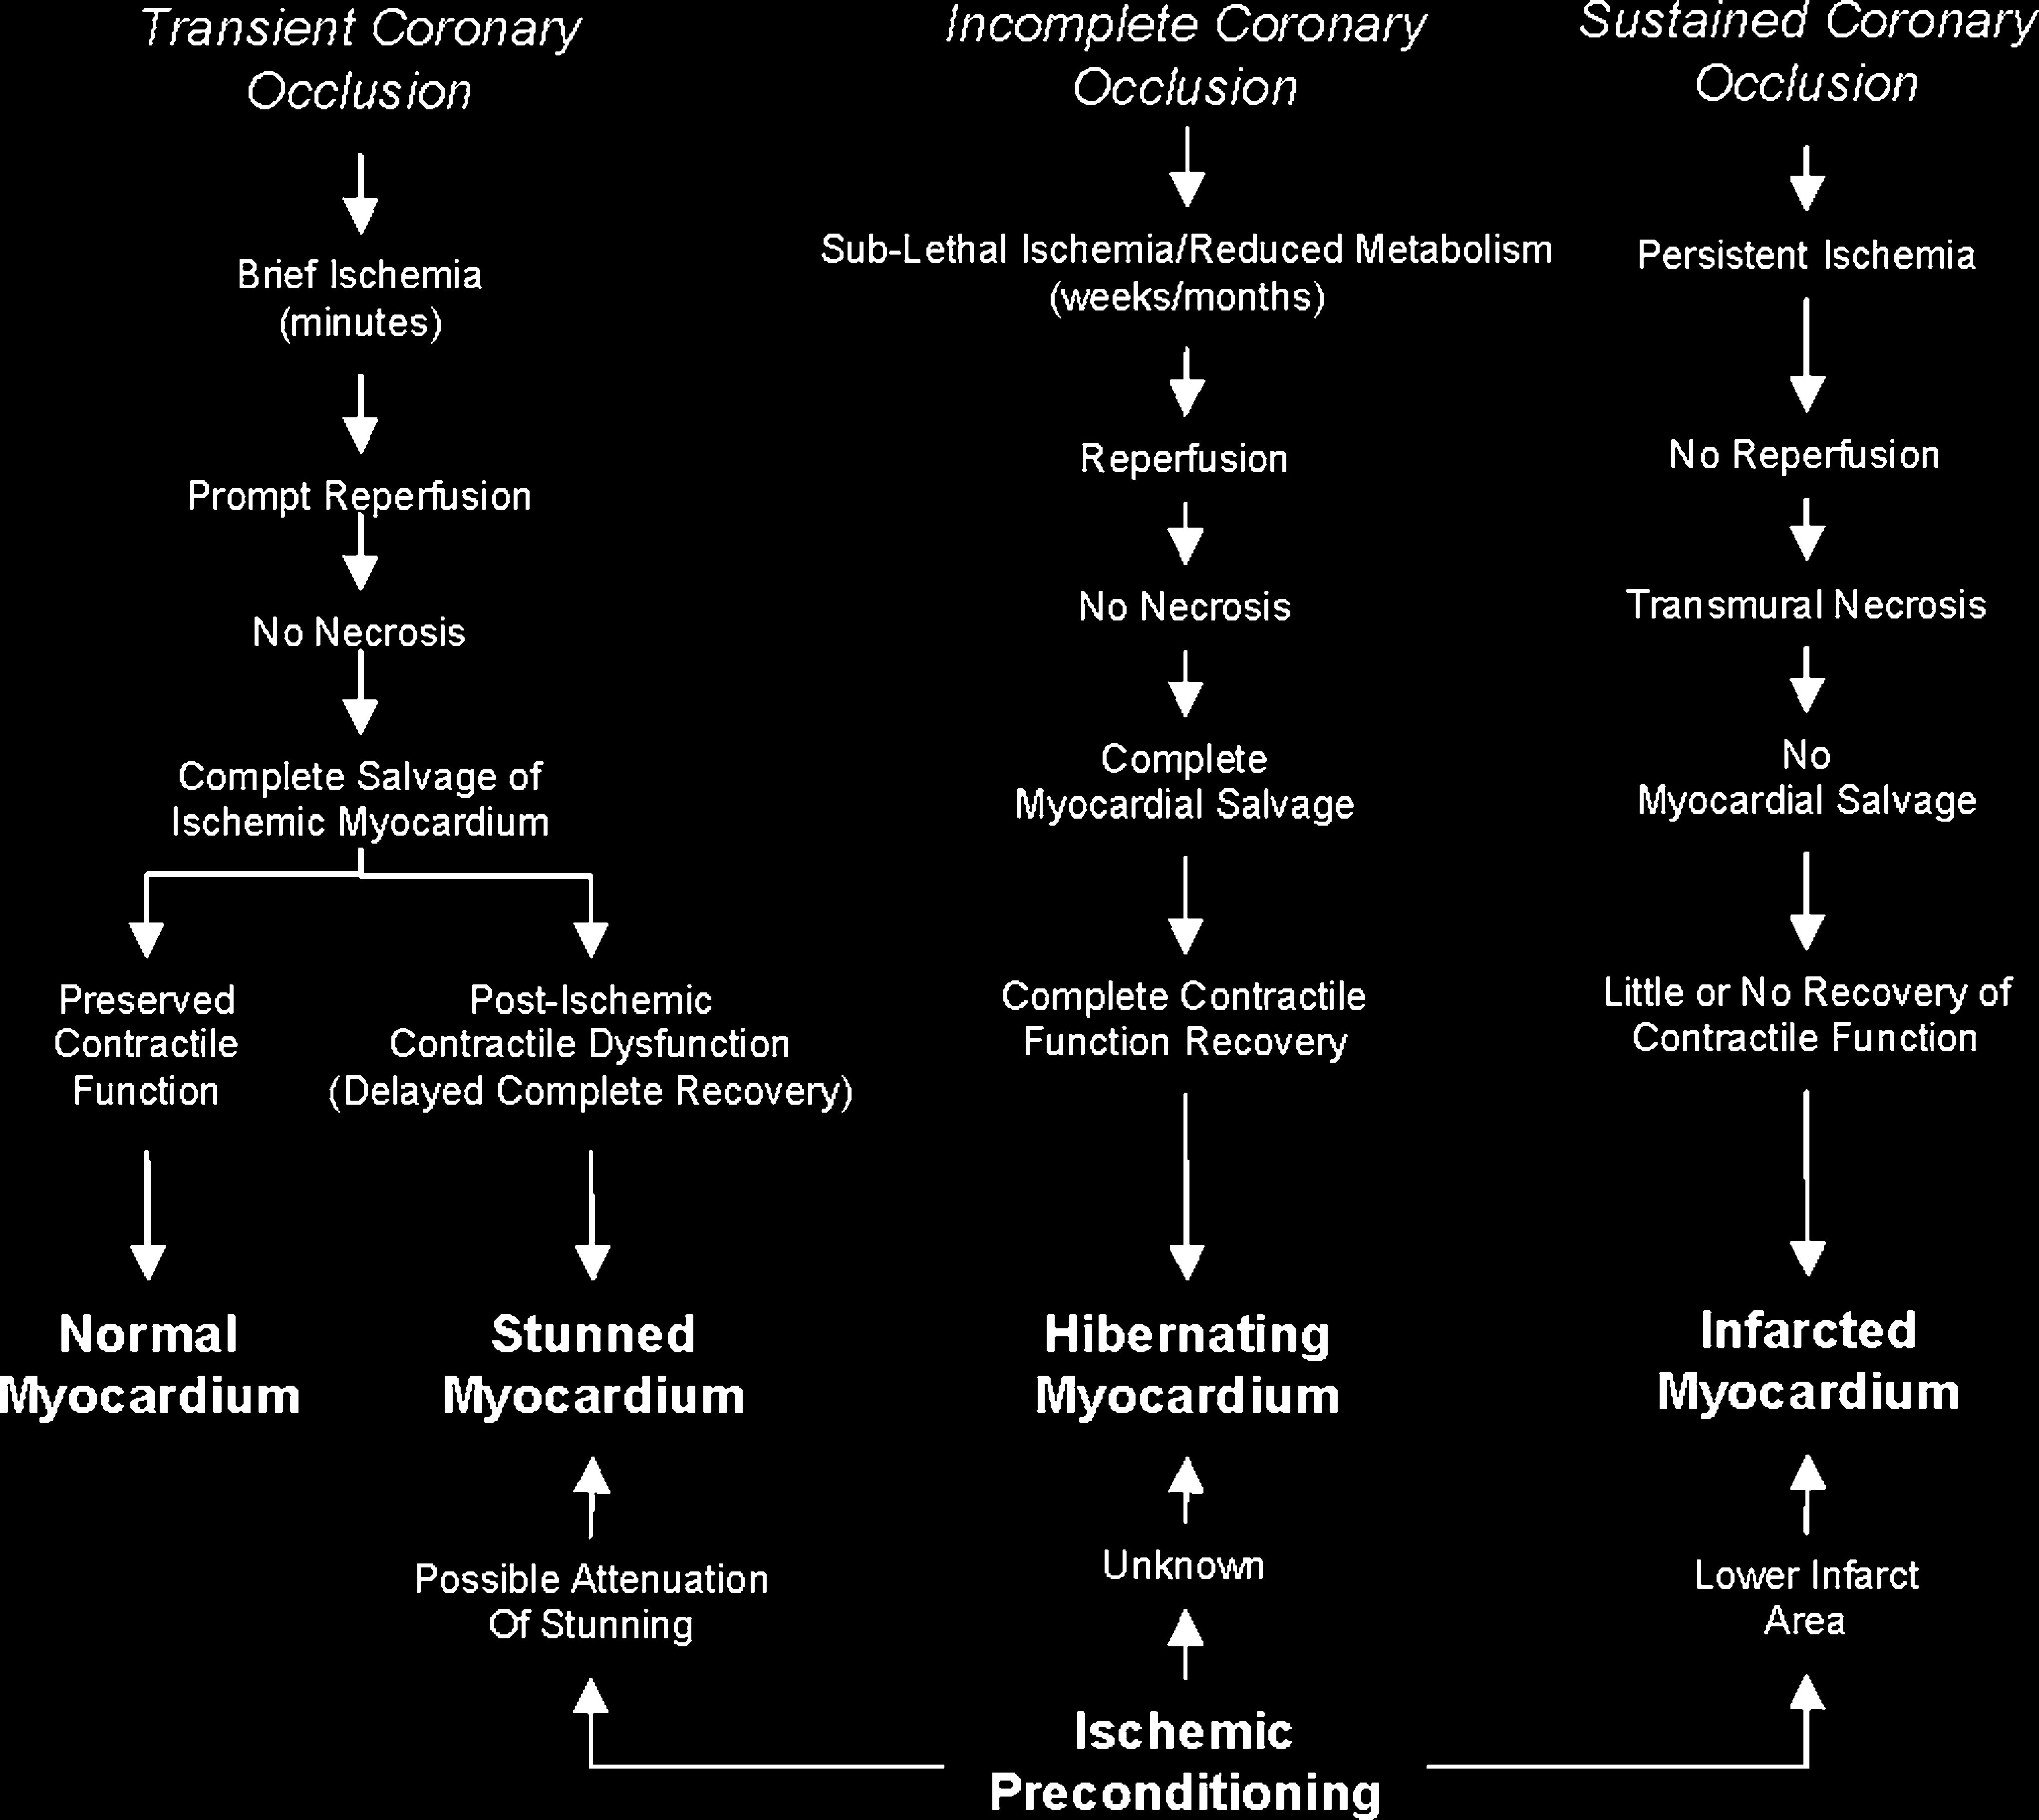 Transient Coronary
Occlusion
Brief Ischemia
(minutes)
Prompt Reperfusion
No Necrosis
Complete Salvage of
Ischemic Myocardium
Preserved
Contractile
Function
Normal
Myocardium
Post-Ischemic
Contractile Dysfunction
(Delayed Complete Recovery)
Stunned
Myocardium
Possible Attenuation
Of Stunning
Incomplete Coronary
Occlusion
Sub-Lethal Ischemia/Reduced Metabolism
(weeks/months)
Reperfusion
No Necrosis
Complete
Myocardial Salvage
Complete Contractile
Function Recovery
Hibernating
Myocardium
Unknown
Ischemic
Preconditioning
Sustained Coronary
Occlusion
Persistent Ischemia
No Reperfusion
Transmural Necrosis
No
Myocardial Salvage
Little or No Recovery of
Contractile Function
Infarcted
Myocardium
Lower Infarct
Area